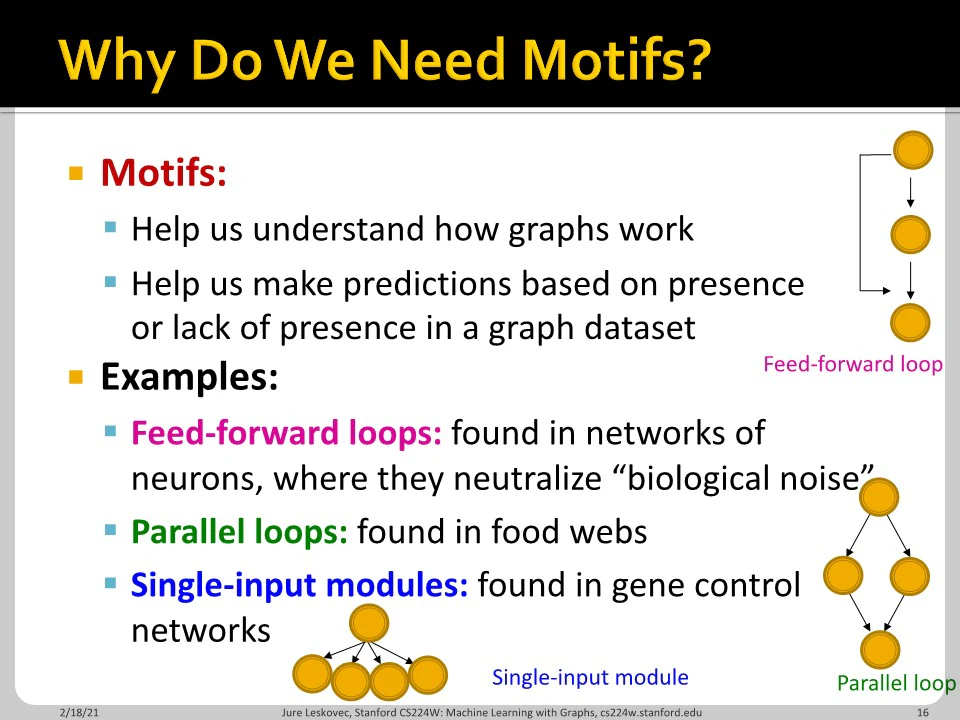 Why Do We Need Motifs?
Motifs:
Help us understand how graphs work
Help us make predictions based on presence
or lack of presence in a graph dataset
Feed-forward loop
Examples:
Feed-forward loops: found in networks of
neurons, where they neutralize “biological noise”
Parallel loops: found in food webs
Single-input modules: found in gene control
networks
Single-input module
Parallel loop
2/18/21
Jure Leskovec, Stanford CS224W: Machine Learning with Graphs, cs224w.stanford.edu
16